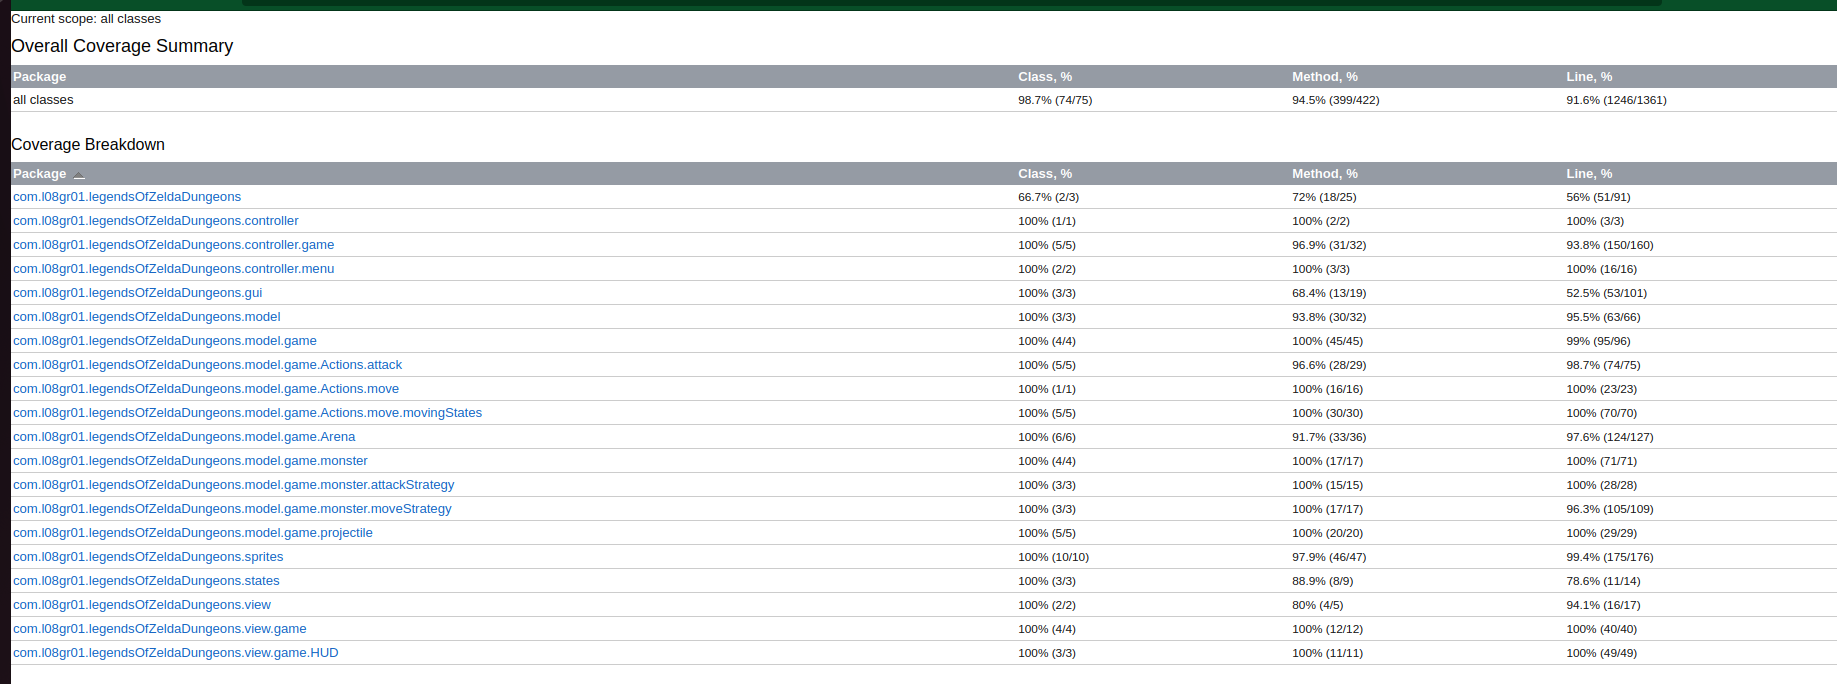 Current scope: all classes
Overall Coverage Summary
Package Class, % Method, % Line, %
all classes 98.7% (74/75) 94.5% (399/422) 91.6% (1246/1361)
Coverage Breakdown
Package Class, % Method, % Line, %
com.l08gr01.legendsOfZeldaDungeons 66.7% (2/3) 72% (18/25) 56% (51/91)
com.l08gr01.legendsOfZeldaDungeons.controller 100% (1/1) 100% (2/2) 100% (3/3)
com.l08gr01.legendsOfZeldaDungeons.controller.game 100% (5/5) 96.9% (31/32) 93.8% (150/160)
com.l08gr01.legendsOfZeldaDungeons.controller.menu 100% (2/2) 100% (3/3) 100% (16/16)
com.l08gr01.legendsOfZeldaDungeons.gui 100% (3/3) 68.4% (13/19) 52.5% (53/101)
com.l08gr01.legendsOfZeldaDungeons.model 100% (3/3) 93.8% (30/32) 95.5% (63/66)
com.l08gr01.legendsOfZeldaDungeons.model.game 100% (4/4) 100% (45/45) 99% (95/96)
com.l08gr01.legendsOfZeldaDungeons.model.game.Actions.attack 100% (5/5) 96.6% (28/29) 98.7% (74/75)
com.l08gr01.legendsOfZeldaDungeons.model.game.Actions.move 100% (1/1) 100% (16/16) 100% (23/23)
com.l08gr01.legendsOfZeldaDungeons.model.game.Actions.move.movingStates 100% (5/5) 100% (30/30) 100% (70/70)
com.l08gr01.legendsOfZeldaDungeons.model.game.Arena 100% (6/6) 91.7% (33/36) 97.6% (124/127)
com.l08gr01.legendsOfZeldaDungeons.model.game.monster 100% (4/4) 100% (17/17) 100% (71/71)
com.l08gr01.legendsOfZeldaDungeons.model.game.monster.attackStrategy 100% (3/3) 100% (15/15) 100% (28/28)
com.l08gr01.legendsOfZeldaDungeons.model.game.monster.moveStrategy 100% (3/3) 100% (17/17) 96.3% (105/109)
com.l08gr01.legendsOfZeldaDungeons.model.game.projectile 100% (5/5) 100% (20/20) 100% (29/29)
com.l08gr01.legendsOfZeldaDungeons.sprites 100% (10/10) 97.9% (46/47) 99.4% (175/176)
com.l08gr01.legendsOfZeldaDungeons.states 100% (3/3) 88.9% (8/9) 78.6% (11/14)
com.l08gr01.legendsOfZeldaDungeons.view 100% (2/2) 80% (4/5) 94.1% (16/17)
com.l08gr01.legendsOfZeldaDungeons.view.game 100% (4/4) 100% (12/12) 100% (40/40)
com.l08gr01.legendsOfZeldaDungeons.view.game.HUD 100% (3/3) 100% (11/11) 100% (49/49)